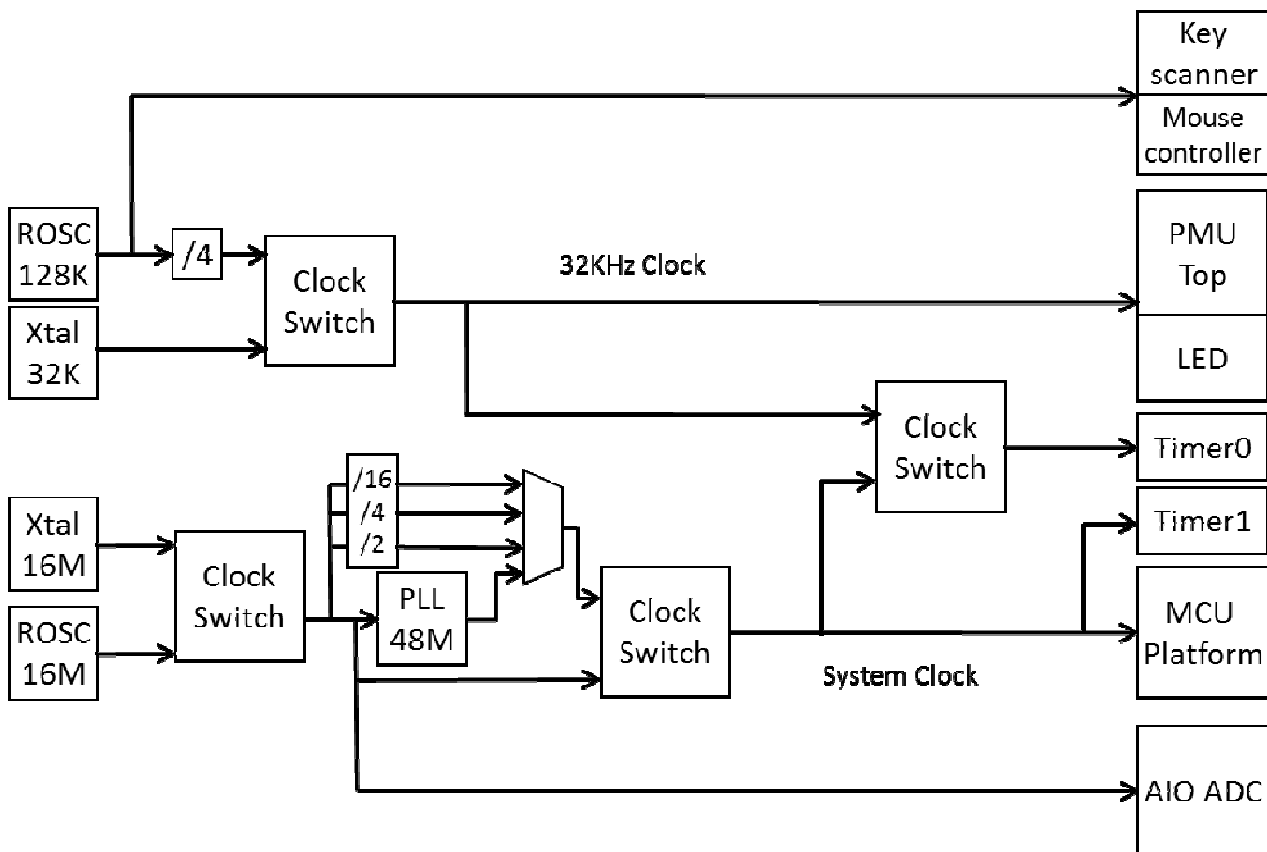 Key
scanner
Mouse
controller
ROSC
128K
/4
Clock
Switch
32KHz Clock
PMU
Top
Xtal
32K
LED
Clock
Switch
Timer0
/16
/4
/2
Xtal
16M
Clock
Switch
Timer1
PLL
48M
Clock
Switch
MCU
Platform
ROSC
16M
System Clock
AIO ADC